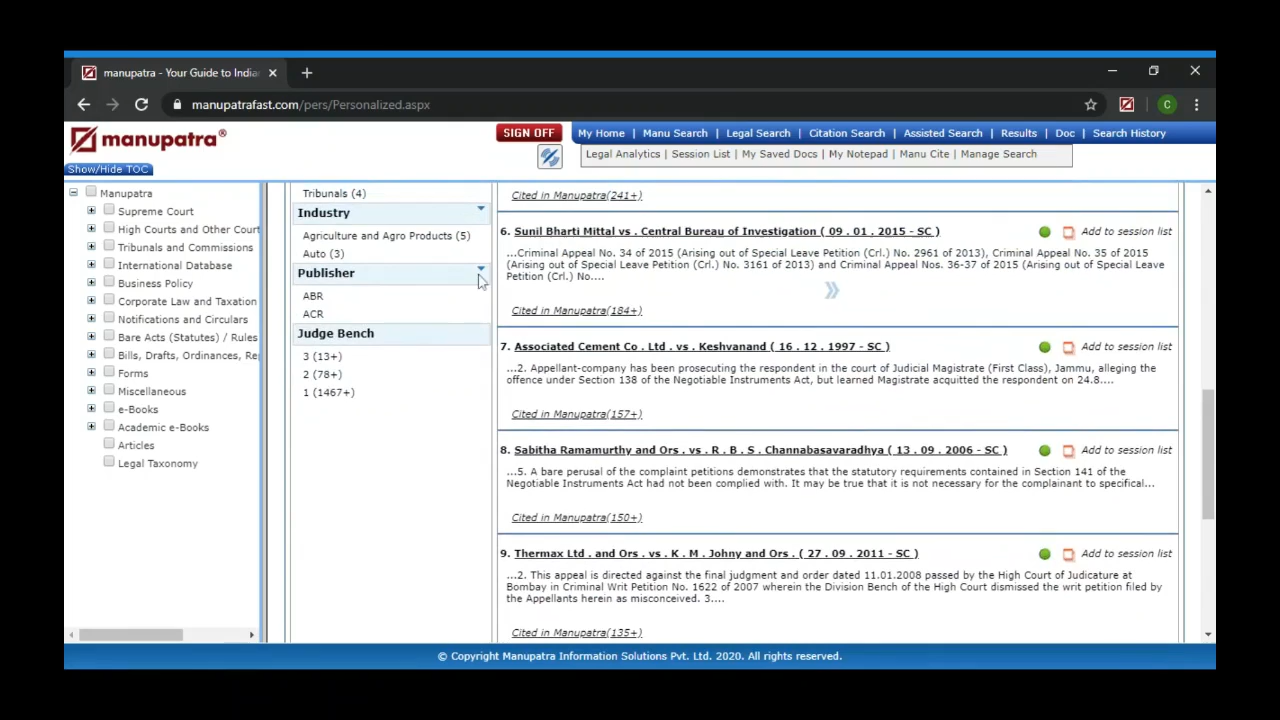 manupatra - Your Guide to India
manupatrafast.com/pers/Personalized.aspx
C
manupatra®
SIGN OFF
My Home | Manu Search | Legal Search | Citation Search | Assisted Search | Results | Doc | Search History
Legal Analytics | Session List | My Saved Docs | My Notepad | Manu Cite | Manage Search
Show/Hide TOC
Manupatra
Supreme Court
High Courts and Other Court
Tribunals and Commissions
International Database
Business Policy
Corporate Law and Taxation
Notifications and Circulars
Bare Acts (Statutes) / Rules
Bills, Drafts, Ordinances, Re
Forms
Miscellaneous
e-Books
Academic e-Books
Articles
Legal Taxonomy
Tribunals (4)
Industry
Agriculture and Agro Products (5)
Auto (3)
Publisher
ABR
ACR
Judge Bench
3 (13+)
2 (78+)
1 (1467+)
Cited in Manupatra(241+)
6. Sunil Bharti Mittal vs . Central Bureau of Investigation ( 09 . 01 . 2015 - SC ) Add to session list
...Criminal Appeal No. 34 of 2015 (Arising out of Special Leave Petition (Crl.) No. 2961 of 2013), Criminal Appeal No. 35 of 2015
(Arising out of Special Leave Petition (Crl.) No. 3161 of 2013) and Criminal Appeal Nos. 36-37 of 2015 (Arising out of Special Leave
Petition (Crl.) No....
Cited in Manupatra(184+)
7. Associated Cement Co . Ltd . vs . Keshvanand ( 16 . 12 . 1997 - SC ) Add to session list
...2. Appellant-company has been prosecuting the respondent in the court of Judicial Magistrate (First Class), Jammu, alleging the
offence under Section 138 of the Negotiable Instruments Act, but learned Magistrate acquitted the respondent on 24.8....
Cited in Manupatra(157+)
8. Sabitha Ramamurthy and Ors . vs . R . B . S . Channabasavaradhya ( 13 . 09 . 2006 - SC ) Add to session list
...5. A bare perusal of the complaint petitions demonstrates that the statutory requirements contained in Section 141 of the
Negotiable Instruments Act had not been complied with. It may be true that it is not necessary for the complainant to specifical...
Cited in Manupatra(150+)
9. Thermax Ltd . and Ors . vs . K . M . Johny and Ors . ( 27 . 09 . 2011 - SC ) Add to session list
...2. This appeal is directed against the final judgment and order dated 11.01.2008 passed by the High Court of Judicature at
Bombay in Criminal Writ Petition No. 1622 of 2007 wherein the Division Bench of the High Court dismissed the writ petition filed by
the Appellants herein as misconceived. 3....
Cited in Manupatra(135+)
© Copyright Manupatra Information Solutions Pvt. Ltd. 2020. All rights reserved.